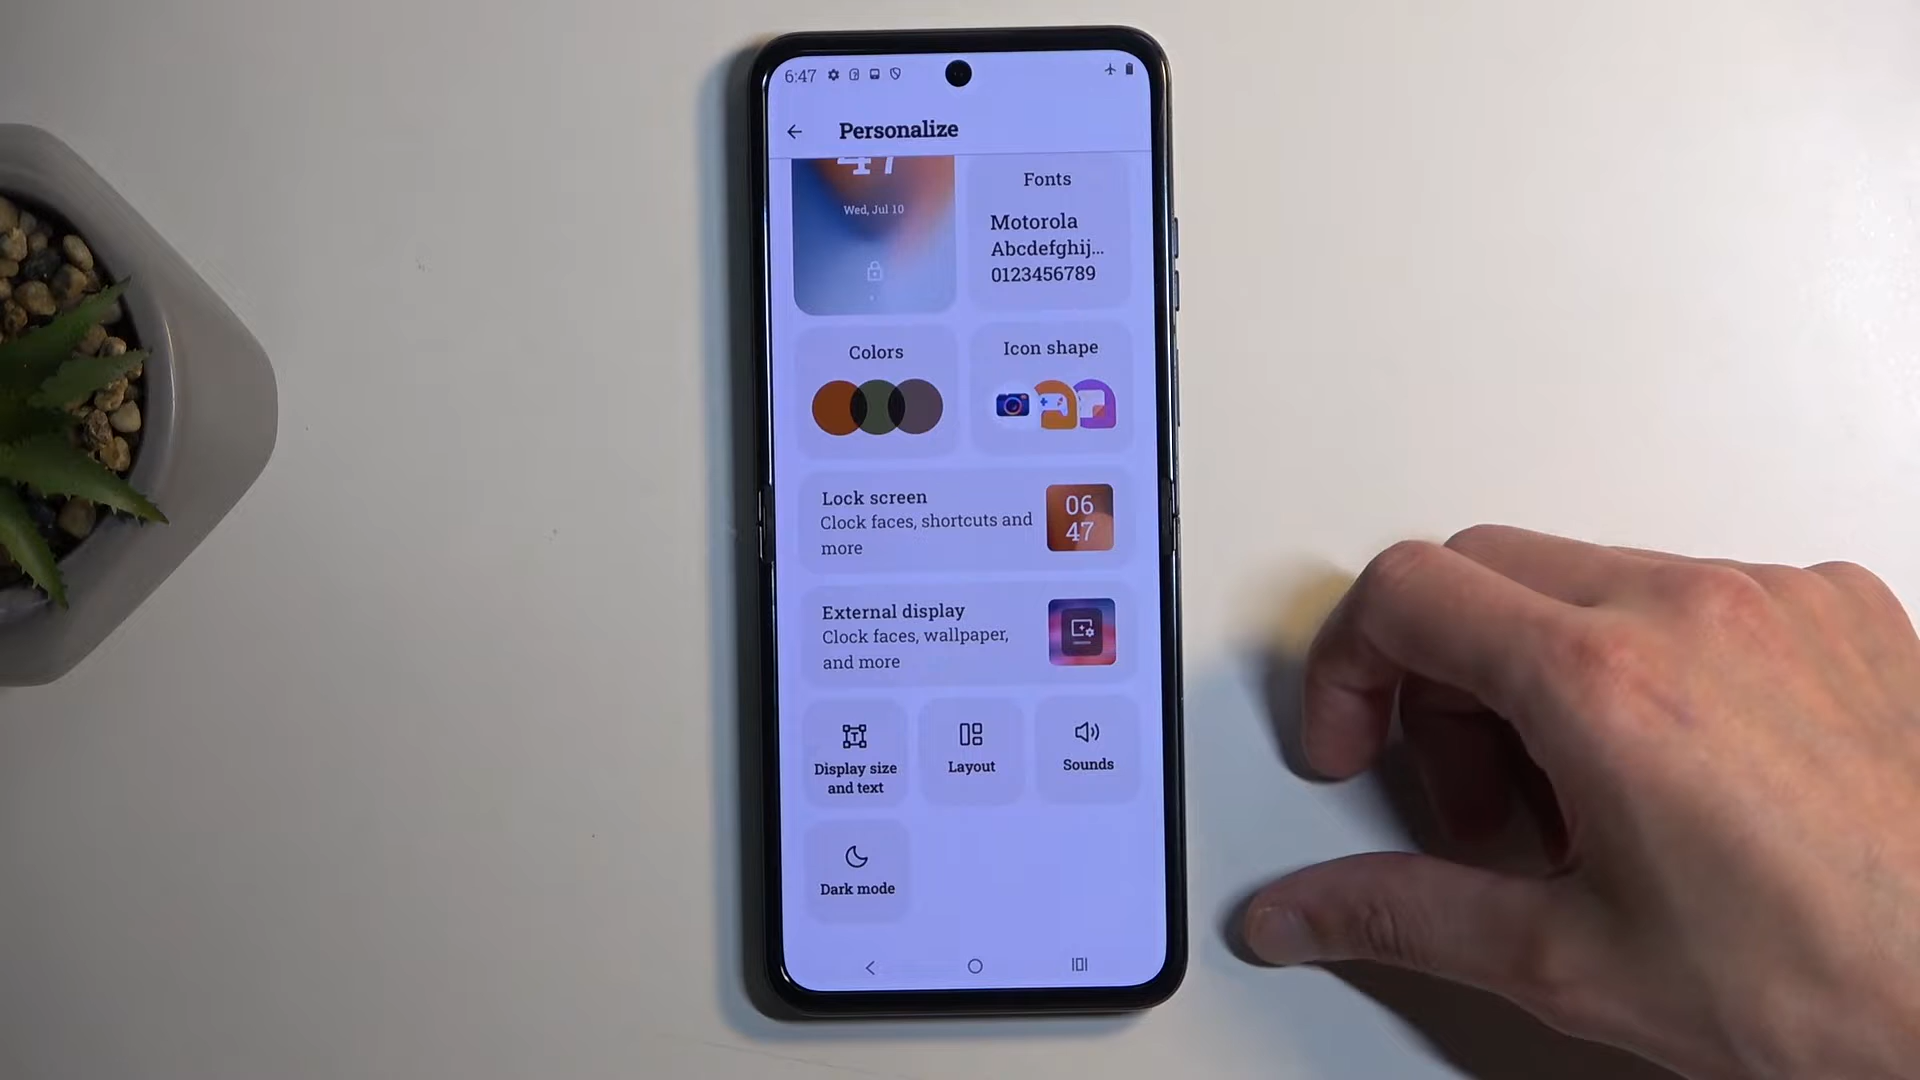 6:47
Personalize
47
Wed, Jul 10
Fonts
Motorola
Abcdefghij...
0123456789
Colors
Icon shape
Lock screen
Clock faces, shortcuts and
more
06
47
External display
Clock faces, wallpaper,
and more
Display size
and text
Layout
Sounds
Dark mode